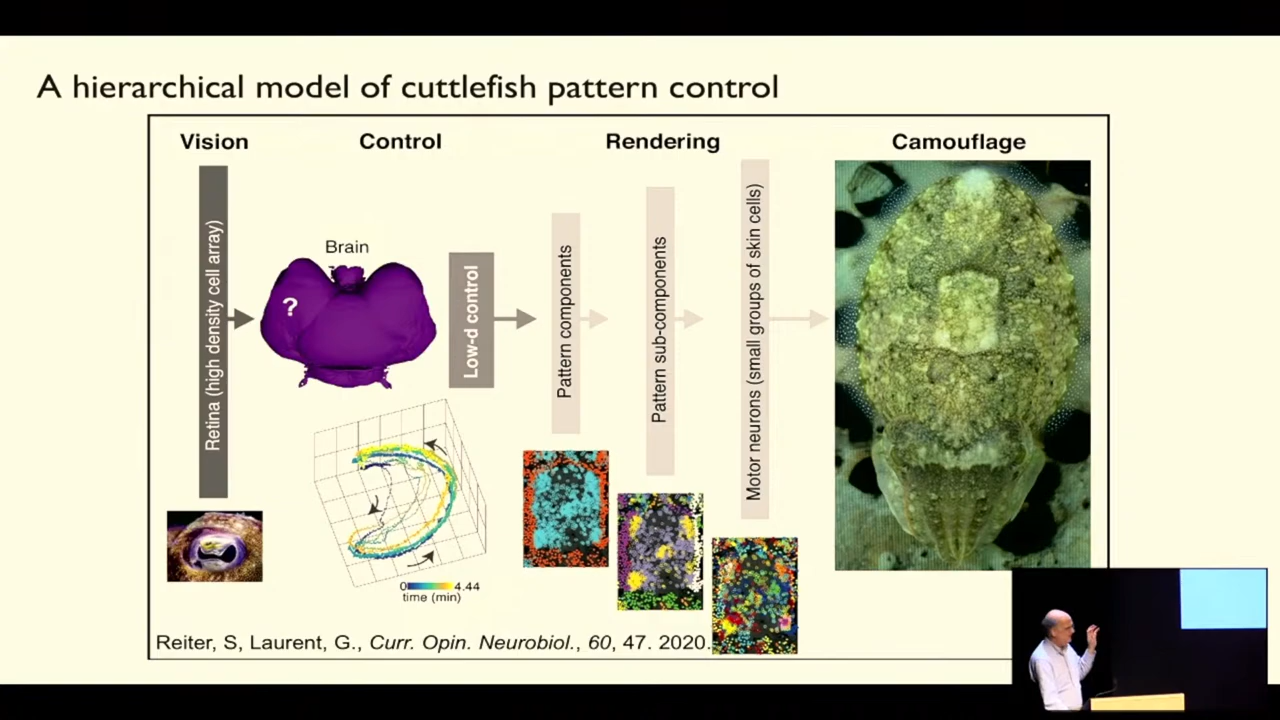 A hierarchical model of cuttlefish pattern control
Vision
Control
Rendering
Camouflage
Retina (high density cell array)
Brain
?
Low-d control
Pattern components
Pattern sub-components
Motor neurons (small groups of skin cells)
0 4.44
time (min)
Reiter, S, Laurent, G., Curr. Opin. Neurobiol., 60, 47. 2020.